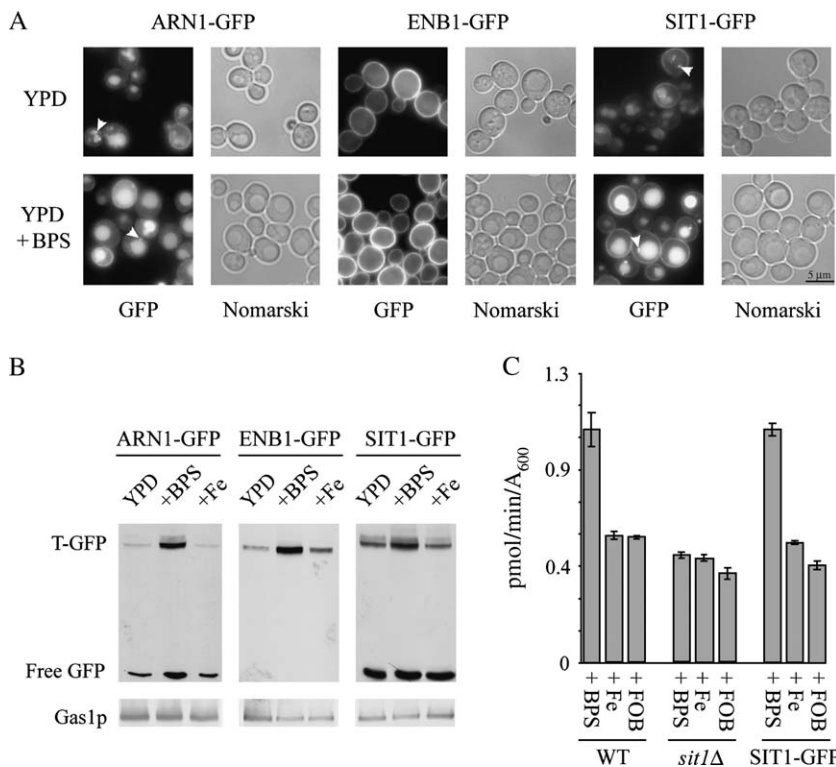 A
ARN1-GFP ENB1-GFP SIT1-GFP
YPD
YPD
+BPS
5 µm
GFP Nomarski GFP Nomarski GFP Nomarski
B
ARN1-GFP ENB1-GFP SIT1-GFP
YPD +BPS +Fe YPD +BPS +Fe YPD +BPS +Fe
T-GFP
Free GFP
Gas1p
C
pmol/min/A600
1.3
0.9
0.4
0
+BPS +Fe +FOB +BPS +Fe +FOB +BPS +Fe +FOB
WT sit1Δ SIT1-GFP